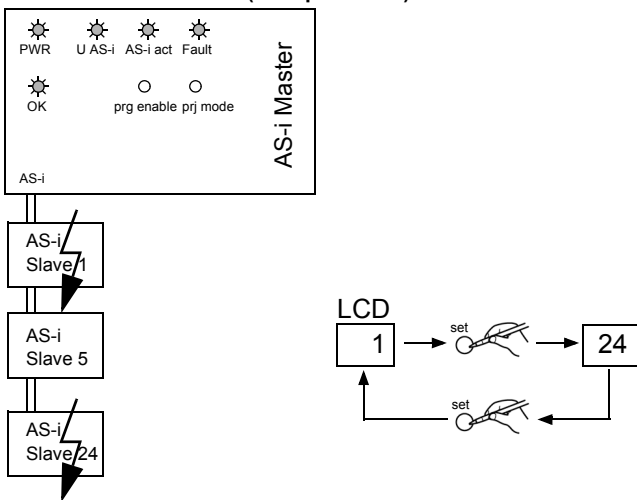 PWR U AS-i AS-i act Fault
OK prg enable prj mode
AS-i Master
AS-i
AS-i
Slave 1
AS-i
Slave 5
AS-i
Slave 24
LCD
1 set 24
set